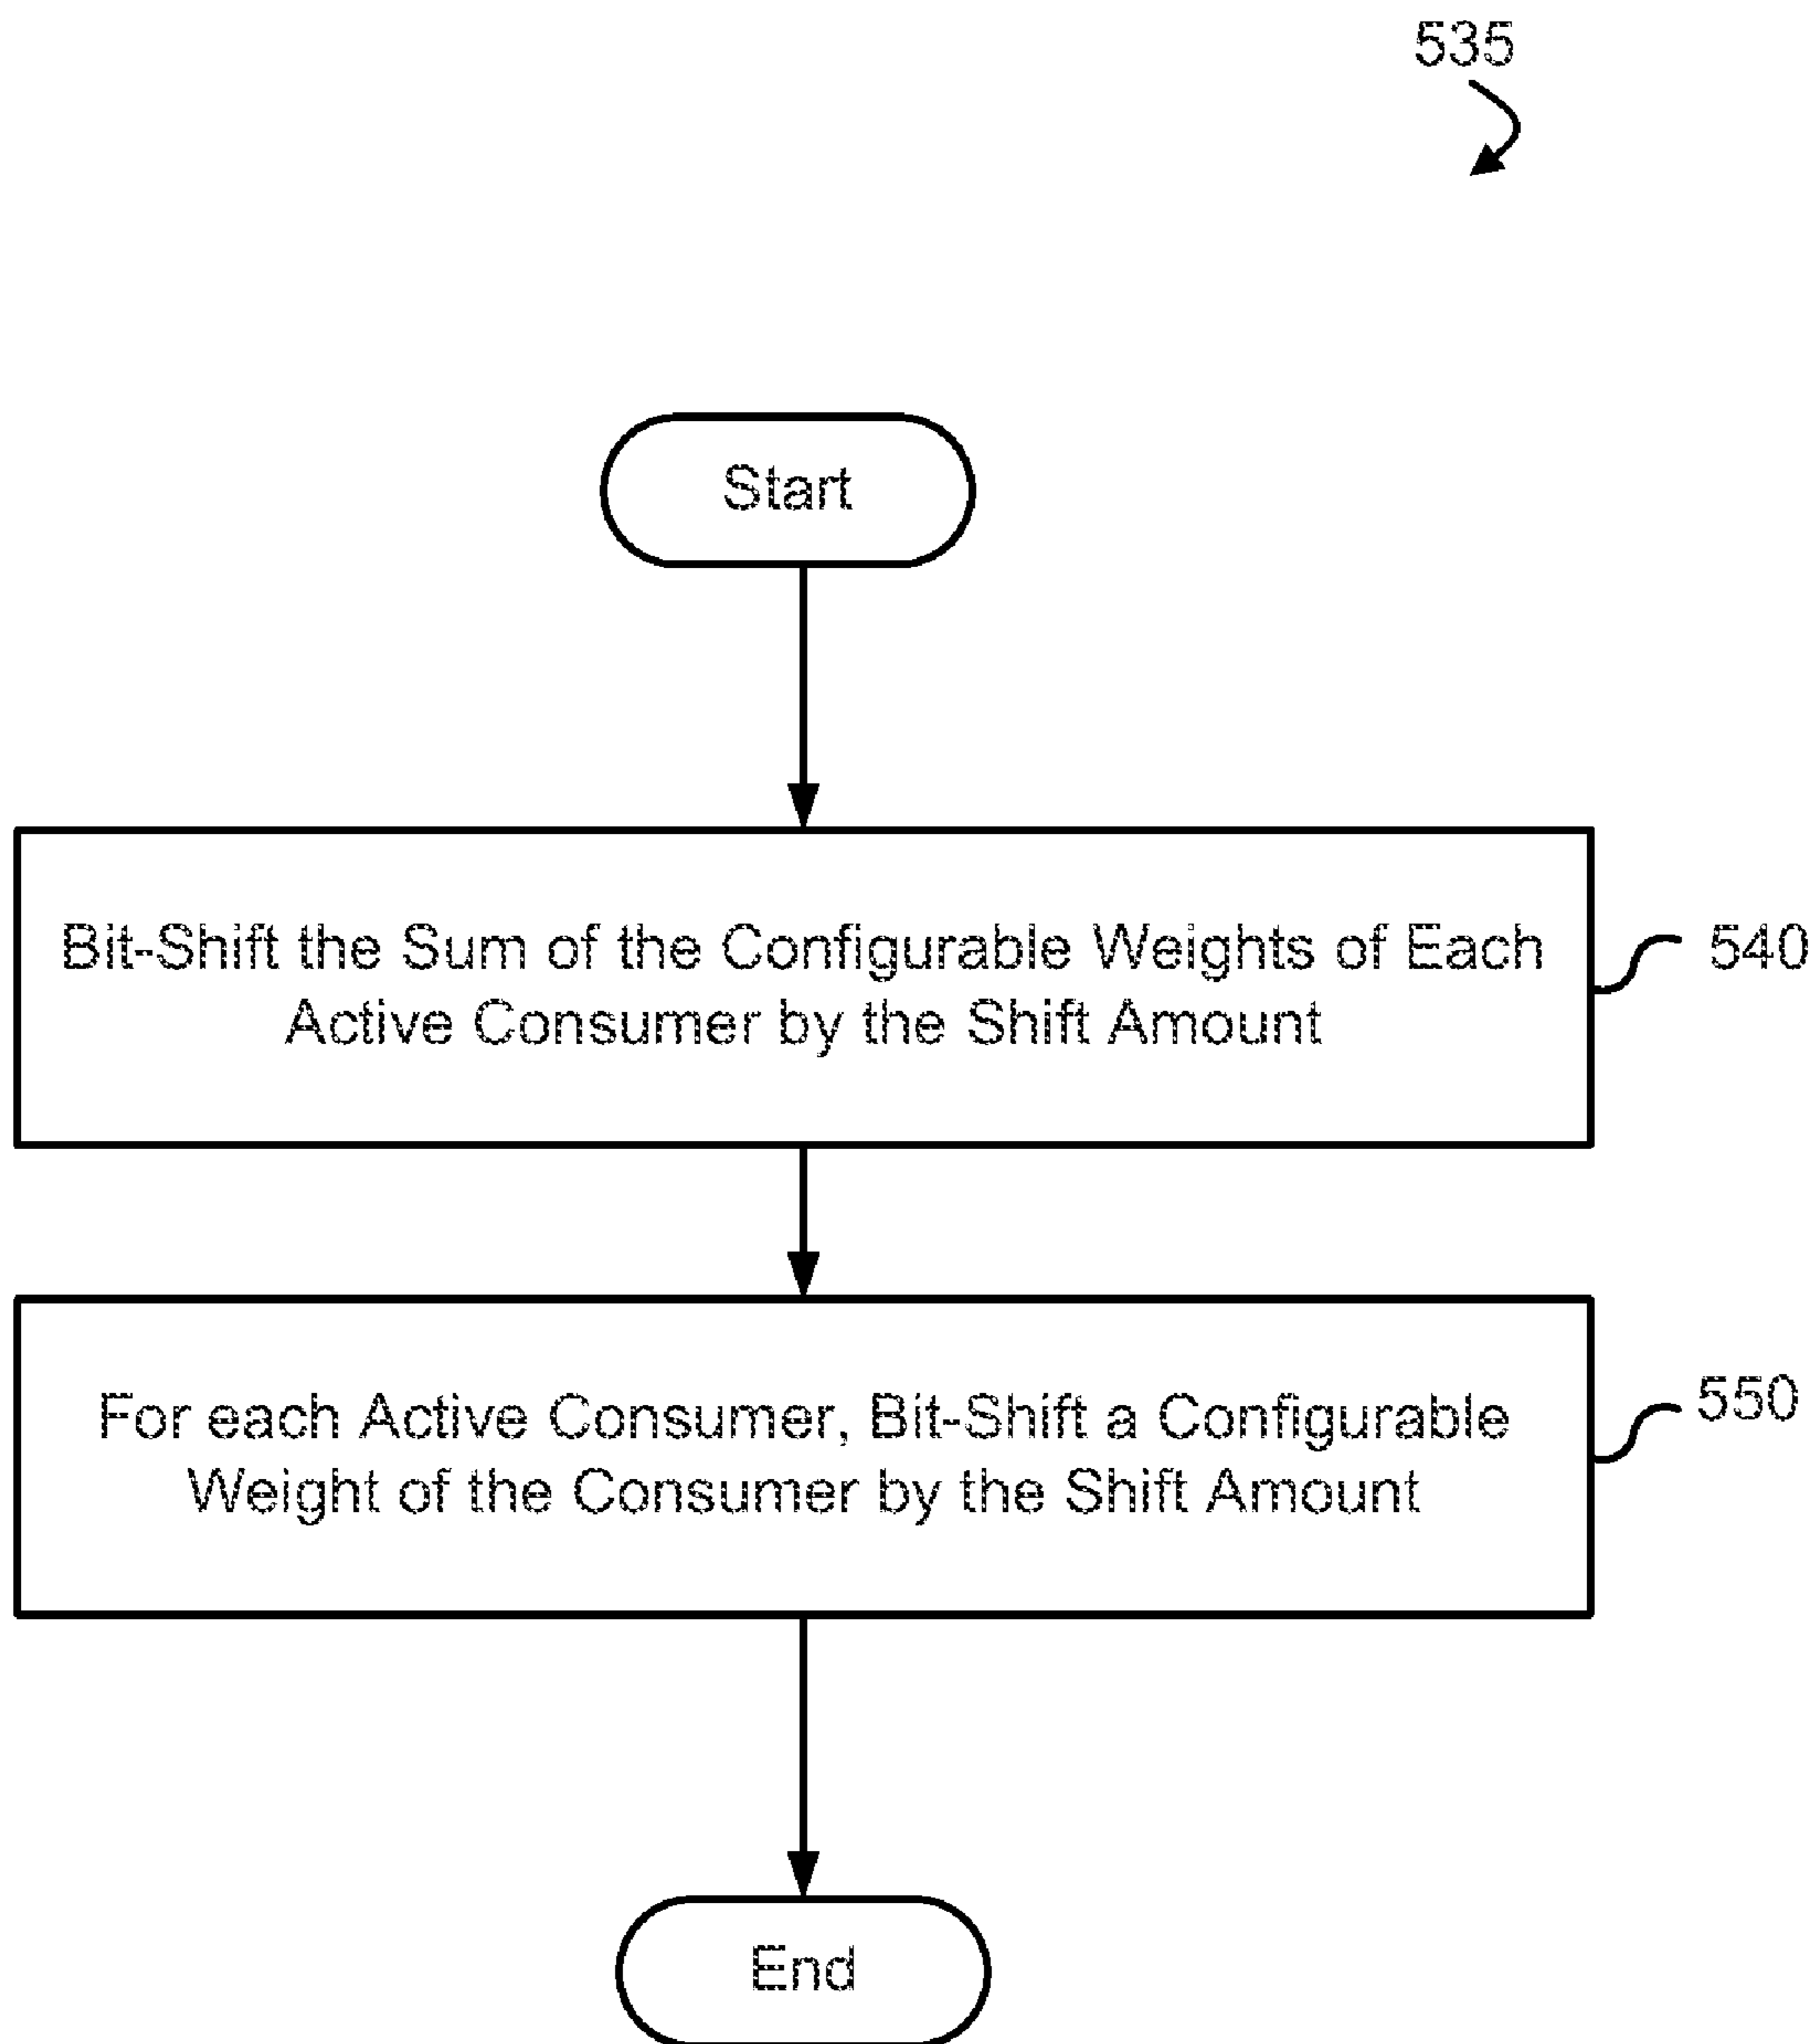 535
Start
Bit-Shift the Sum of the Configurable Weights of Each
Active Consumer by the Shift Amount
540
For each Active Consumer, Bit-Shift a Configurable
Weight of the Consumer by the Shift Amount
550
End